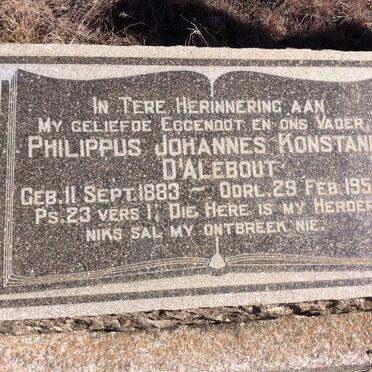 IN TERE HERINNERING AAN
MY GELIEFDE EGGENOOT EN ONS VADER,
PHILIPPUS JOHANNES KONSTAN
D'ALEBOUT
GEB. 11 SEPT. 1883 – OORL. 29 FEB. 195
PS. 23 VERS 1, DIE HERE IS MY HERDER
NIKS SAL MY ONTBREEK NIE.